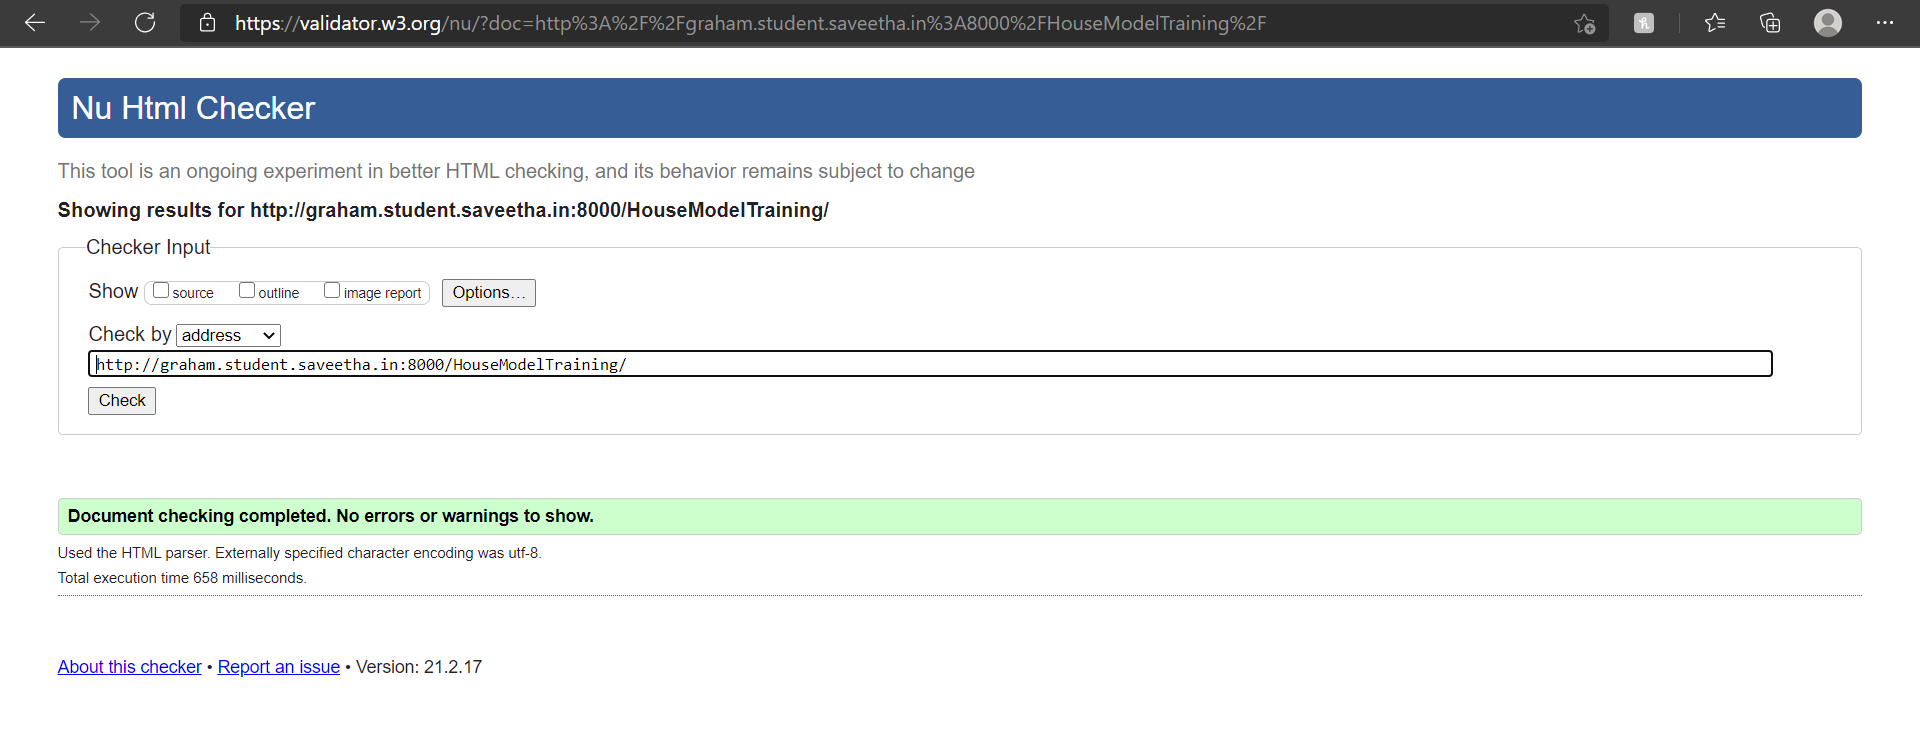 https://validator.w3.org/nu/?doc=http%3A%2F%2Fgraham.student.saveetha.in%3A8000%2FHouseModelTraining%2F
Nu Html Checker
This tool is an ongoing experiment in better HTML checking, and its behavior remains subject to change
Showing results for http://graham.student.saveetha.in:8000/HouseModelTraining/
Checker Input
Show source outline image report Options...
Check by address
http://graham.student.saveetha.in:8000/HouseModelTraining/
Check
Document checking completed. No errors or warnings to show.
Used the HTML parser. Externally specified character encoding was utf-8.
Total execution time 658 milliseconds.
About this checker • Report an issue • Version: 21.2.17